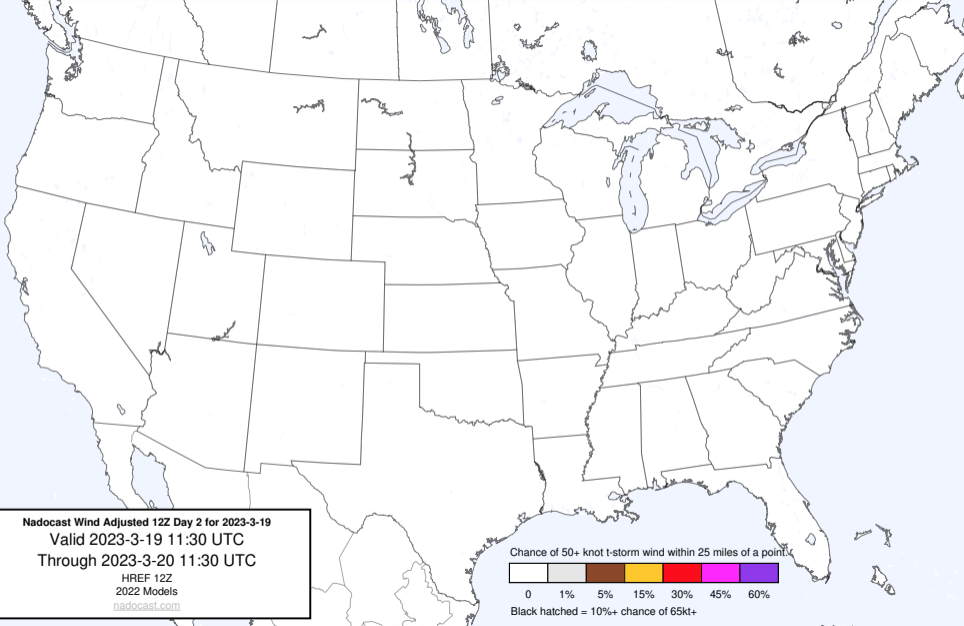 Nadocast Wind Adjusted 12Z Day 2 for 2023-3-19
Valid 2023-3-19 11:30 UTC
Through 2023-3-20 11:30 UTC
HREF 12Z
2022 Models
nadocast.com
Chance of 50+ knot t-storm wind within 25 miles of a point.
0 1% 5% 15% 30% 45% 60%
Black hatched = 10%+ chance of 65kt+